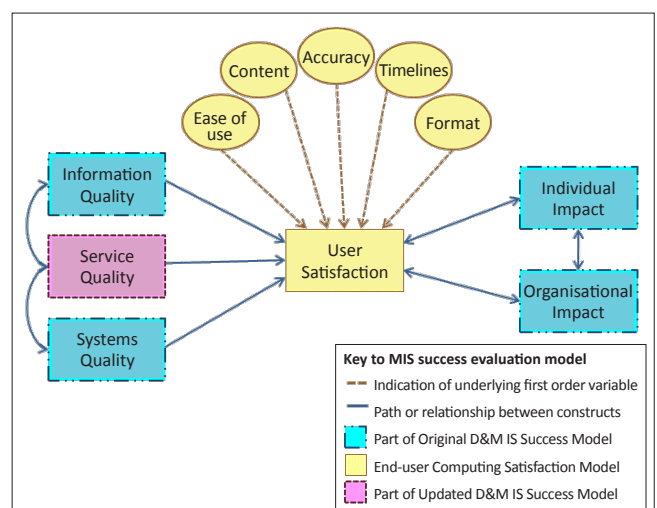 Accuracy
Content
Timelines
Ease of
use
Format
Information
Quality
Service
Quality
Systems
Quality
User
Satisfaction
Individual
Impact
Organisational
Impact
Key to MIS success evaluation model
Indication of underlying first order variable
Path or relationship between constructs
Part of Original D&M IS Success Model
End-user Computing Satisfaction Model
Part of Updated D&M IS Success Model